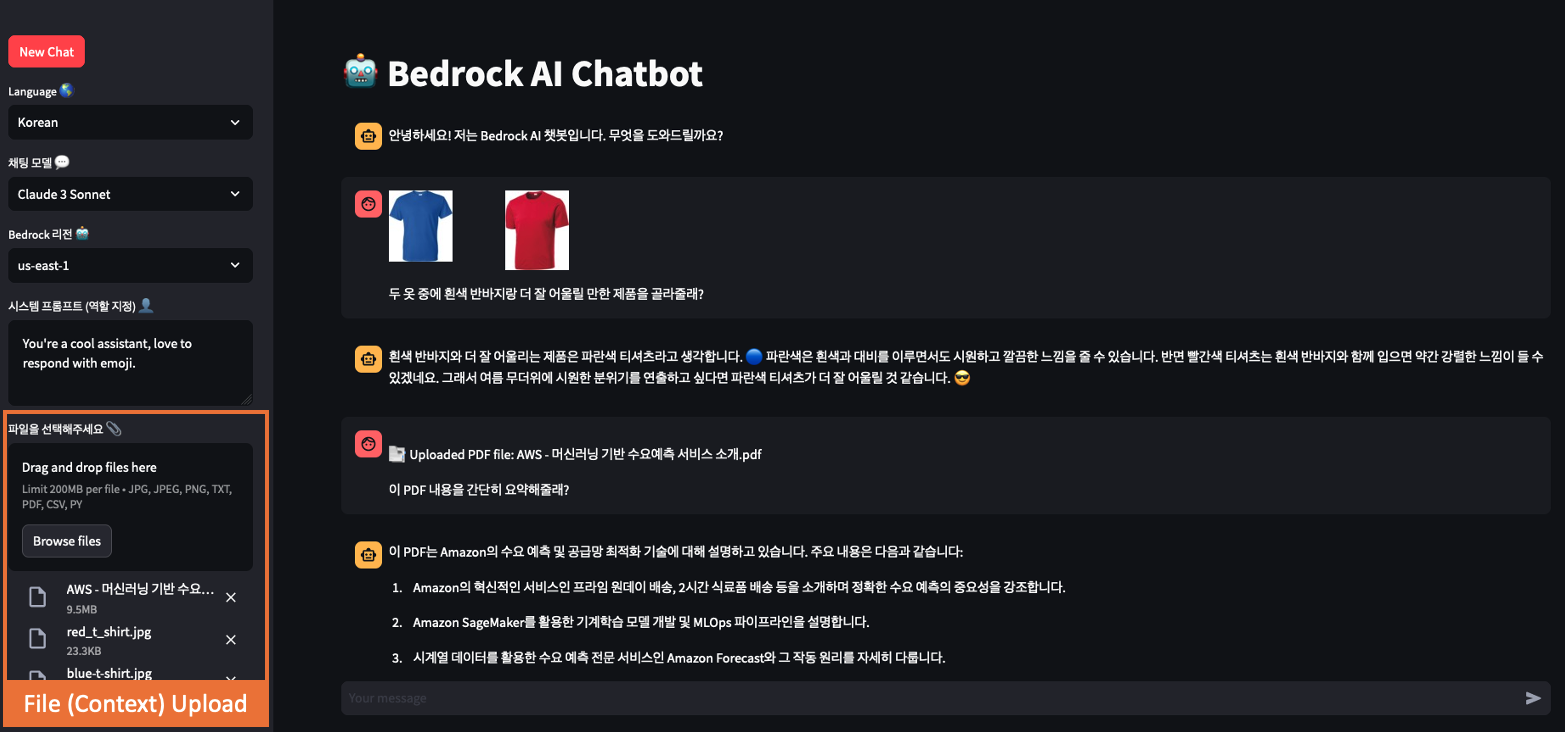 New Chat
Language 🌎
Korean
채팅 모델 💬
Claude 3 Sonnet
Bedrock 리전 🤖
us-east-1
시스템 프롬프트 (역할 지정) 👤
You're a cool assistant, love to
respond with emoji.
파일을 선택해주세요 📎
Drag and drop files here
Limit 200MB per file • JPG, JPEG, PNG, TXT,
PDF, CSV, PY
Browse files
AWS - 머신러닝 기반 수요...
9.5MB
red_t_shirt.jpg
23.3KB
blue-t-shirt.jpg
File (Context) Upload
🤖 Bedrock AI Chatbot
안녕하세요! 저는 Bedrock AI 챗봇입니다. 무엇을 도와드릴까요?
두 옷 중에 흰색 반바지랑 더 잘 어울릴 만한 제품을 골라줄래?
흰색 반바지와 더 잘 어울리는 제품은 파란색 티셔츠라고 생각합니다. 🔵 파란색은 흰색과 대비를 이루면서도 시원하고 깔끔한 느낌을 줄 수 있습니다. 반면 빨간색 티셔츠는 흰색 반바지와 함께 입으면 약간 강렬한 느낌이 들 수
있겠네요. 그래서 여름 무더위에 시원한 분위기를 연출하고 싶다면 파란색 티셔츠가 더 잘 어울릴 것 같습니다. 😎
📑 Uploaded PDF file: AWS - 머신러닝 기반 수요예측 서비스 소개.pdf
이 PDF 내용을 간단히 요약해줄래?
이 PDF는 Amazon의 수요 예측 및 공급망 최적화 기술에 대해 설명하고 있습니다. 주요 내용은 다음과 같습니다:
1. Amazon의 혁신적인 서비스인 프라임 원데이 배송, 2시간 식료품 배송 등을 소개하며 정확한 수요 예측의 중요성을 강조합니다.
2. Amazon SageMaker를 활용한 기계학습 모델 개발 및 MLOps 파이프라인을 설명합니다.
3. 시계열 데이터를 활용한 수요 예측 전문 서비스인 Amazon Forecast와 그 작동 원리를 자세히 다룹니다.
Your message